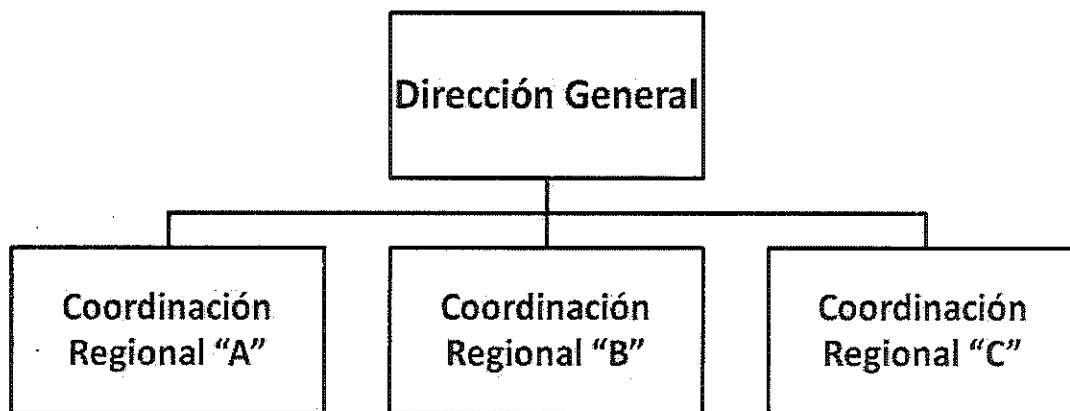 Dirección General
Coordinación
Regional “A”
Coordinación
Regional “B”
Coordinación
Regional “C”